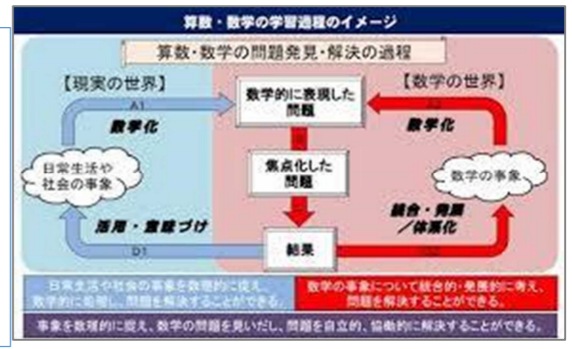 算数・数学の学習過程のイメージ
算数・数学の問題発見・解決の過程
【現実の世界】
【数学の世界】
A1
数学的に表現した
問題
A2
数学化
数学化
焦点化した
問題
日常生活や
社会の事象
数学の事象
活用・意味づけ
統合・発展
/体系化
D1
結果
日常生活や社会の事象を数理的に捉え、
数学的に処理し、問題を解決することができる。
数学の事象について統合的・発展的に考え、
問題を解決することができる。
事象を数理的に捉え、数学の問題を見いだし、問題を自立的、協働的に解決することができる。